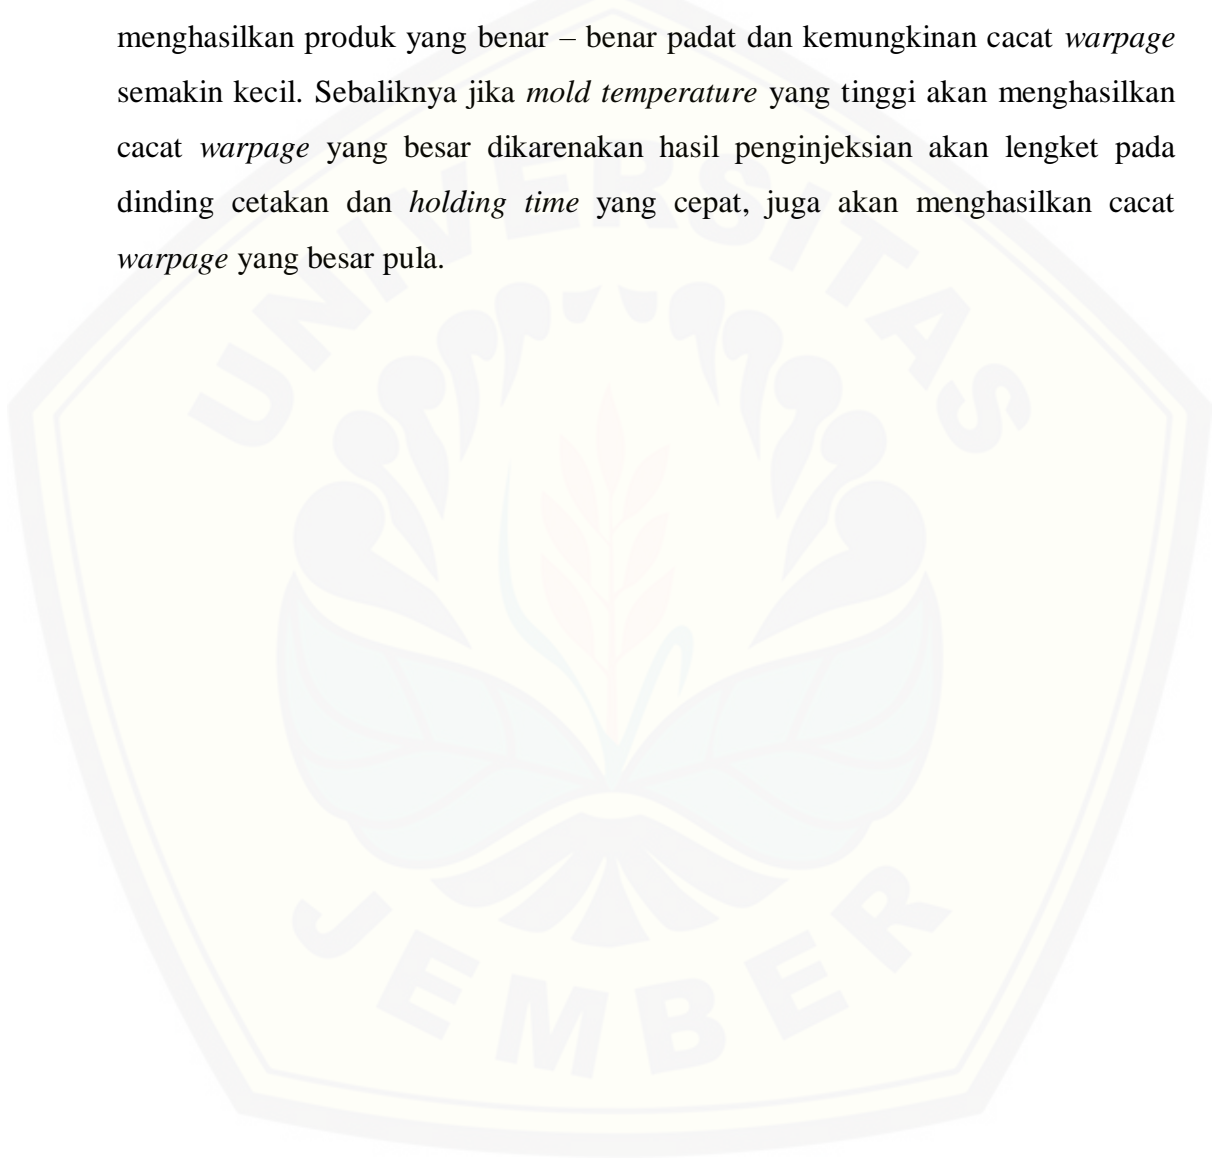 menghasilkan produk yang benar – benar padat dan kemungkinan cacat warpage
semakin kecil. Sebaliknya jika mold temperature yang tinggi akan menghasilkan
cacat warpage yang besar dikarenakan hasil penginjeksian akan lengket pada
dinding cetakan dan holding time yang cepat, juga akan menghasilkan cacat
warpage yang besar pula.
UNIVERSITAS
JEMBER